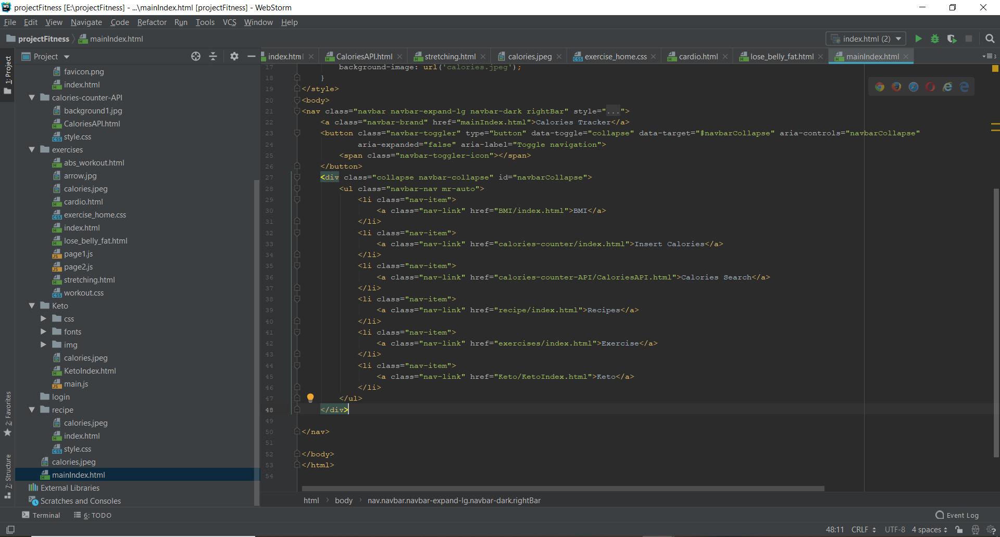 projectFitness [E:\projectFitness] - ...\mainIndex.html [projectFitness] - WebStorm
File Edit View Navigate Code Refactor Run Tools VCS Window Help
projectFitness mainIndex.html
index.html (2)
1: Project
2: Favorites
7: Structure
Project
favicon.png
index.html
calories-counter-API
background1.jpg
CaloriesAPI.html
style.css
exercises
abs_workout.html
arrow.jpg
calories.jpeg
cardio.html
exercise_home.css
index.html
lose_belly_fat.html
page1.js
page2.js
stretching.html
workout.css
Keto
css
fonts
img
calories.jpeg
KetoIndex.html
main.js
login
recipe
calories.jpeg
index.html
style.css
calories.jpeg
mainIndex.html
External Libraries
Scratches and Consoles
index.html CaloriesAPI.html stretching.html calories.jpeg exercise_home.css cardio.html lose_belly_fat.html mainIndex.html 3
17 background-image: url('calories.jpeg');
18 }
19 </style>
20 <body>
21 <nav class="navbar navbar-expand-lg navbar-dark rightBar" style="...">
22 <a class="navbar-brand" href="mainIndex.html">Calories Tracker</a>
23 <button class="navbar-toggler" type="button" data-toggle="collapse" data-target="#navbarCollapse" aria-controls="navbarCollapse"
24 aria-expanded="false" aria-label="Toggle navigation">
25 <span class="navbar-toggler-icon"></span>
26 </button>
27 <div class="collapse navbar-collapse" id="navbarCollapse">
28 <ul class="navbar-nav mr-auto">
29 <li class="nav-item">
30 <a class="nav-link" href="BMI/index.html">BMI</a>
31 </li>
32 <li class="nav-item">
33 <a class="nav-link" href="calories-counter/index.html">Insert Calories</a>
34 </li>
35 <li class="nav-item">
36 <a class="nav-link" href="calories-counter-API/CaloriesAPI.html">Calories Search</a>
37 </li>
38 <li class="nav-item">
39 <a class="nav-link" href="recipe/index.html">Recipes</a>
40 </li>
41 <li class="nav-item">
42 <a class="nav-link" href="exercises/index.html">Exercise</a>
43 </li>
44 <li class="nav-item">
45 <a class="nav-link" href="Keto/KetoIndex.html">Keto</a>
46 </li>
47 </ul>
48 </div>
49
50 </nav>
51
52 </body>
53 </html>
54
html body nav.navbar.navbar-expand-lg.navbar-dark.rightBar
Terminal 6: TODO Event Log
48:11 CRLF UTF-8 4 spaces